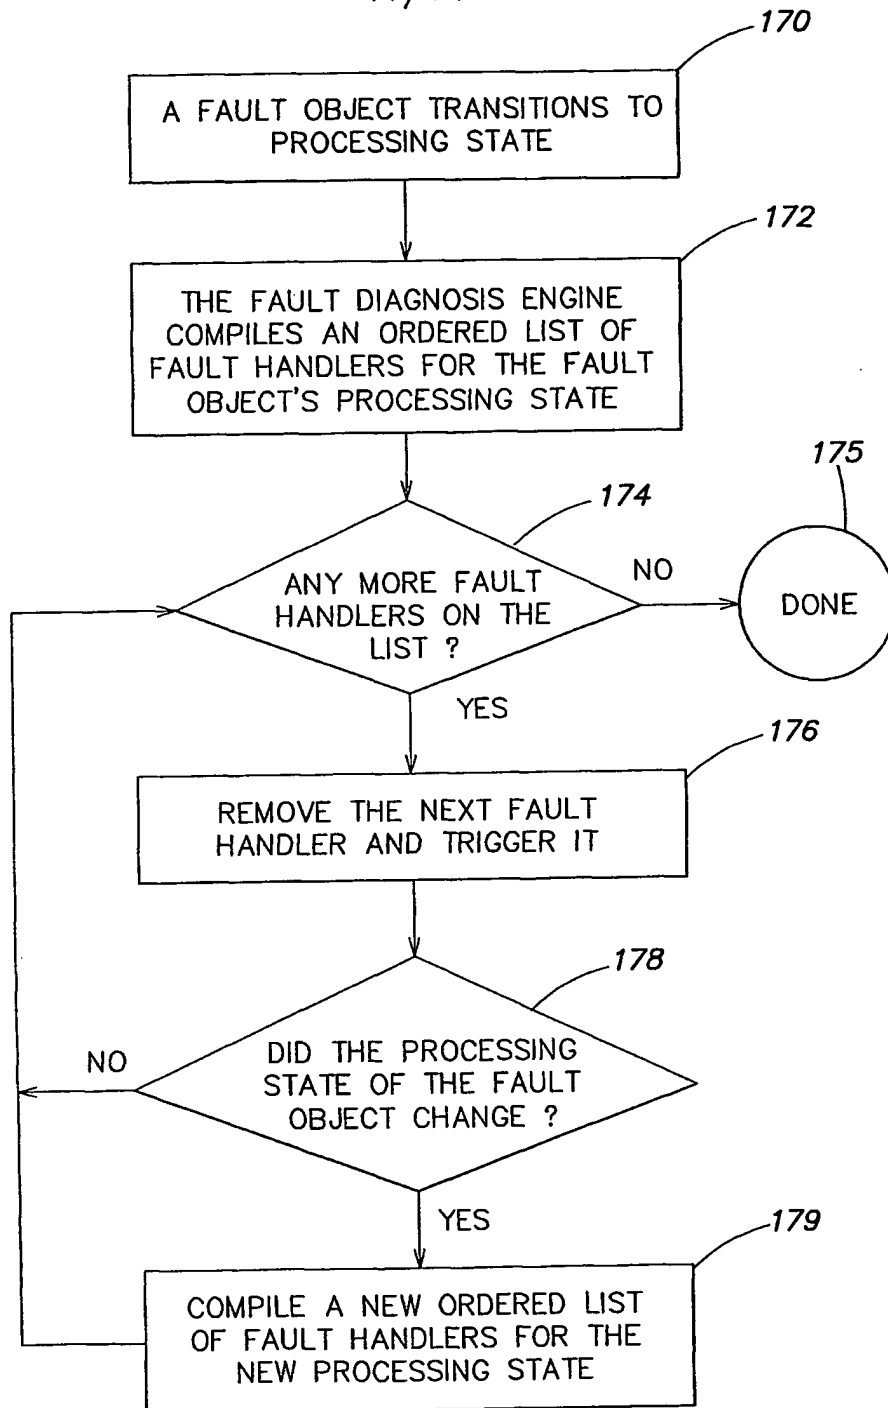 170
A FAULT OBJECT TRANSITIONS TO
PROCESSING STATE
172
THE FAULT DIAGNOSIS ENGINE
COMPILES AN ORDERED LIST OF
FAULT HANDLERS FOR THE FAULT
OBJECT'S PROCESSING STATE
174
175
ANY MORE FAULT
HANDLERS ON THE
LIST ?
NO
DONE
YES
176
REMOVE THE NEXT FAULT
HANDLER AND TRIGGER IT
178
DID THE PROCESSING
STATE OF THE FAULT
OBJECT CHANGE ?
NO
YES
179
COMPILE A NEW ORDERED LIST
OF FAULT HANDLERS FOR THE
NEW PROCESSING STATE